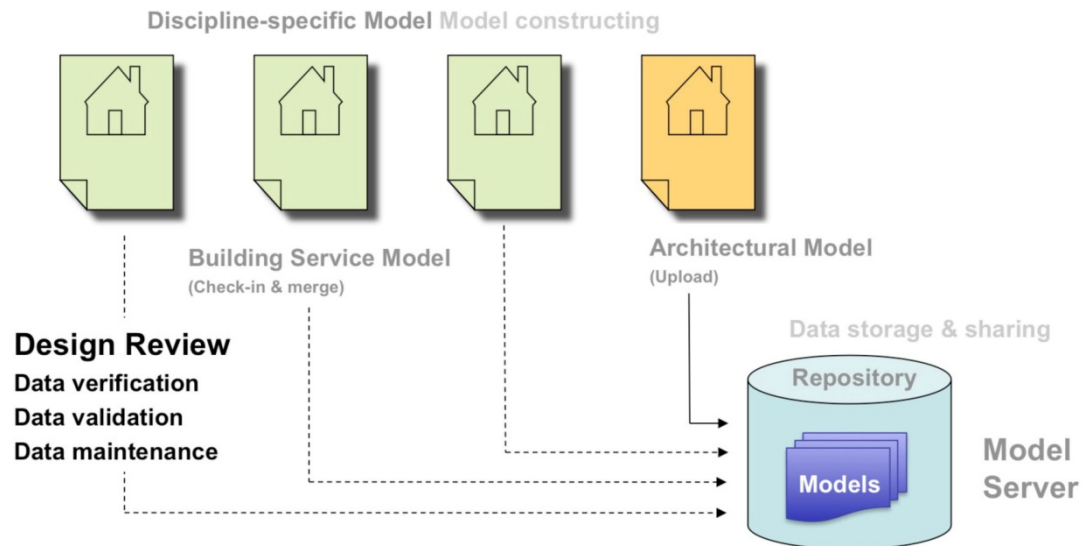 Discipline-specific Model Model constructing
Building Service Model
(Check-in & merge)
Architectural Model
(Upload)
Design Review
Data verification
Data validation
Data maintenance
Data storage & sharing
Repository
Models
Model
Server